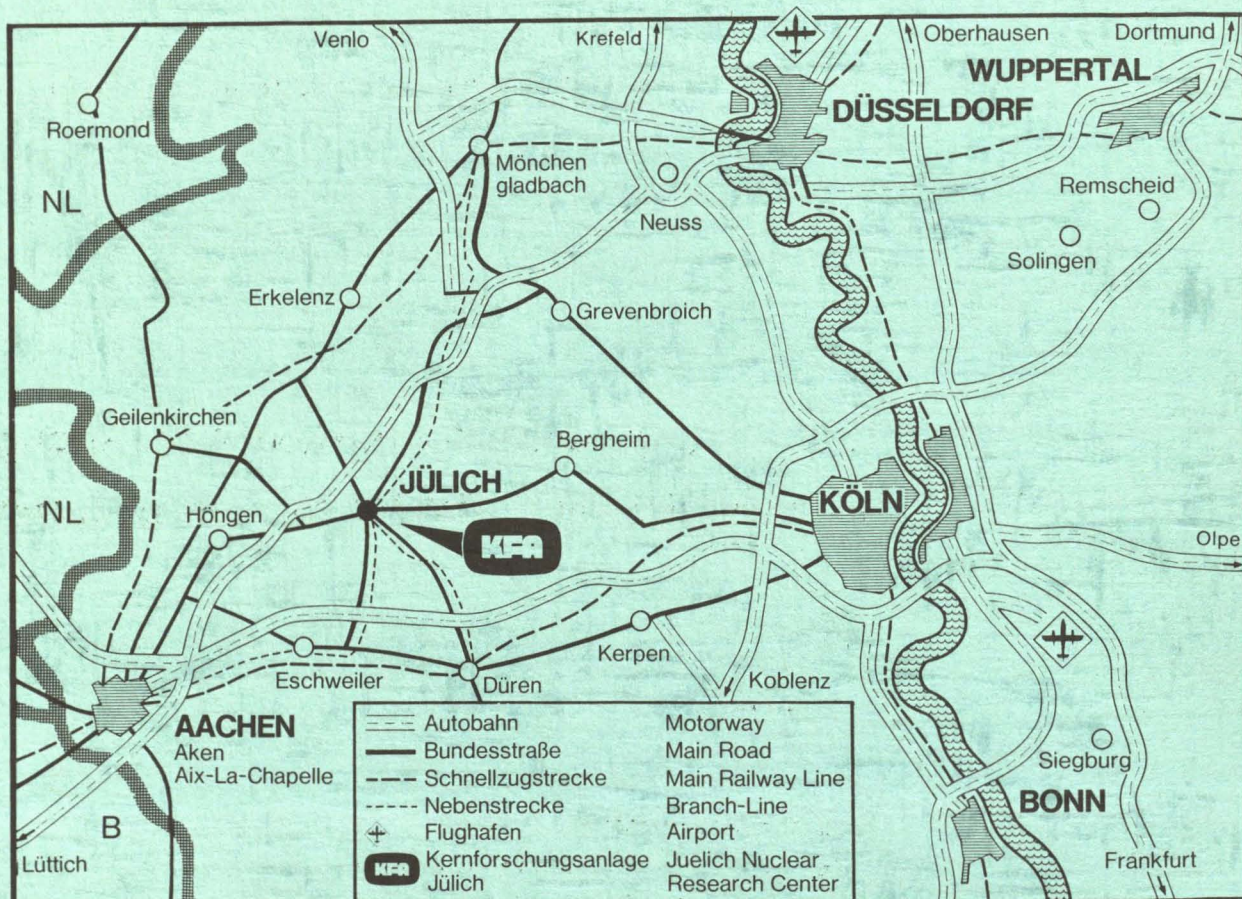 Venlo
Krefeld
Oberhausen
Dortmund
WUPPERTAL
DÜSSELDORF
Roermond
Mönchen
gladbach
NL
Neuss
Remscheid
Solingen
Erkelenz
Grevenbroich
Geilenkirchen
Bergheim
JÜLICH
KÖLN
NL
Höngen
KFA
Olpe
Kerpen
Eschweiler
Düren
Koblenz
AACHEN
Aken
Aix-La-Chapelle
Siegburg
BONN
B
Lüttich
Frankfurt
Autobahn Motorway
Bundesstraße Main Road
Schnellzugstrecke Main Railway Line
Nebenstrecke Branch-Line
Flughafen Airport
KFA Kernforschungsanlage Juelich Nuclear
Jülich Research Center